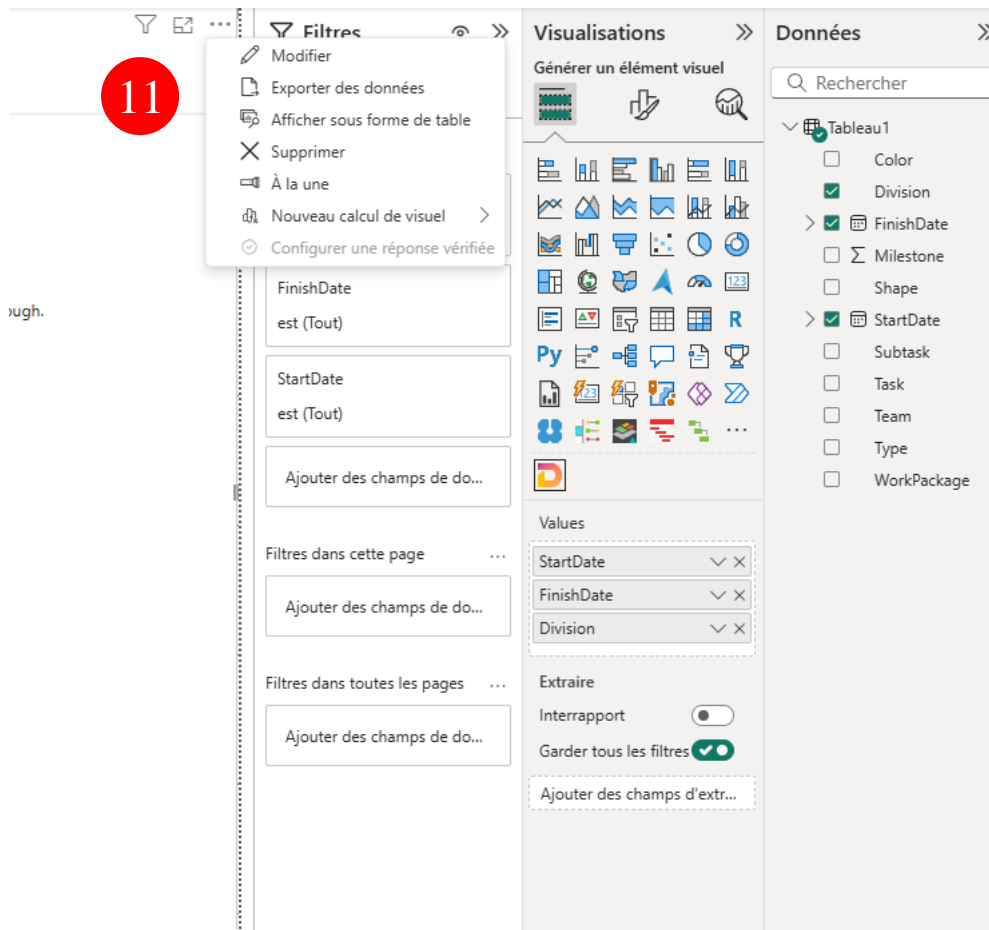 11
ough.
Filtres
Modifier
Exporter des données
Afficher sous forme de table
Supprimer
À la une
Nouveau calcul de visuel
Configurer une réponse vérifiée
FinishDate
est (Tout)
StartDate
est (Tout)
Ajouter des champs de do...
Filtres dans cette page
...
Ajouter des champs de do...
Filtres dans toutes les pages
...
Ajouter des champs de do...
Visualisations
Générer un élément visuel
123
R
Py
123
...
Values
StartDate
FinishDate
Division
Extraire
Interrapport
Garder tous les filtres
Ajouter des champs d'extr...
Données
Rechercher
Tableau1
Color
Division
FinishDate
Σ Milestone
Shape
StartDate
Subtask
Task
Team
Type
WorkPackage